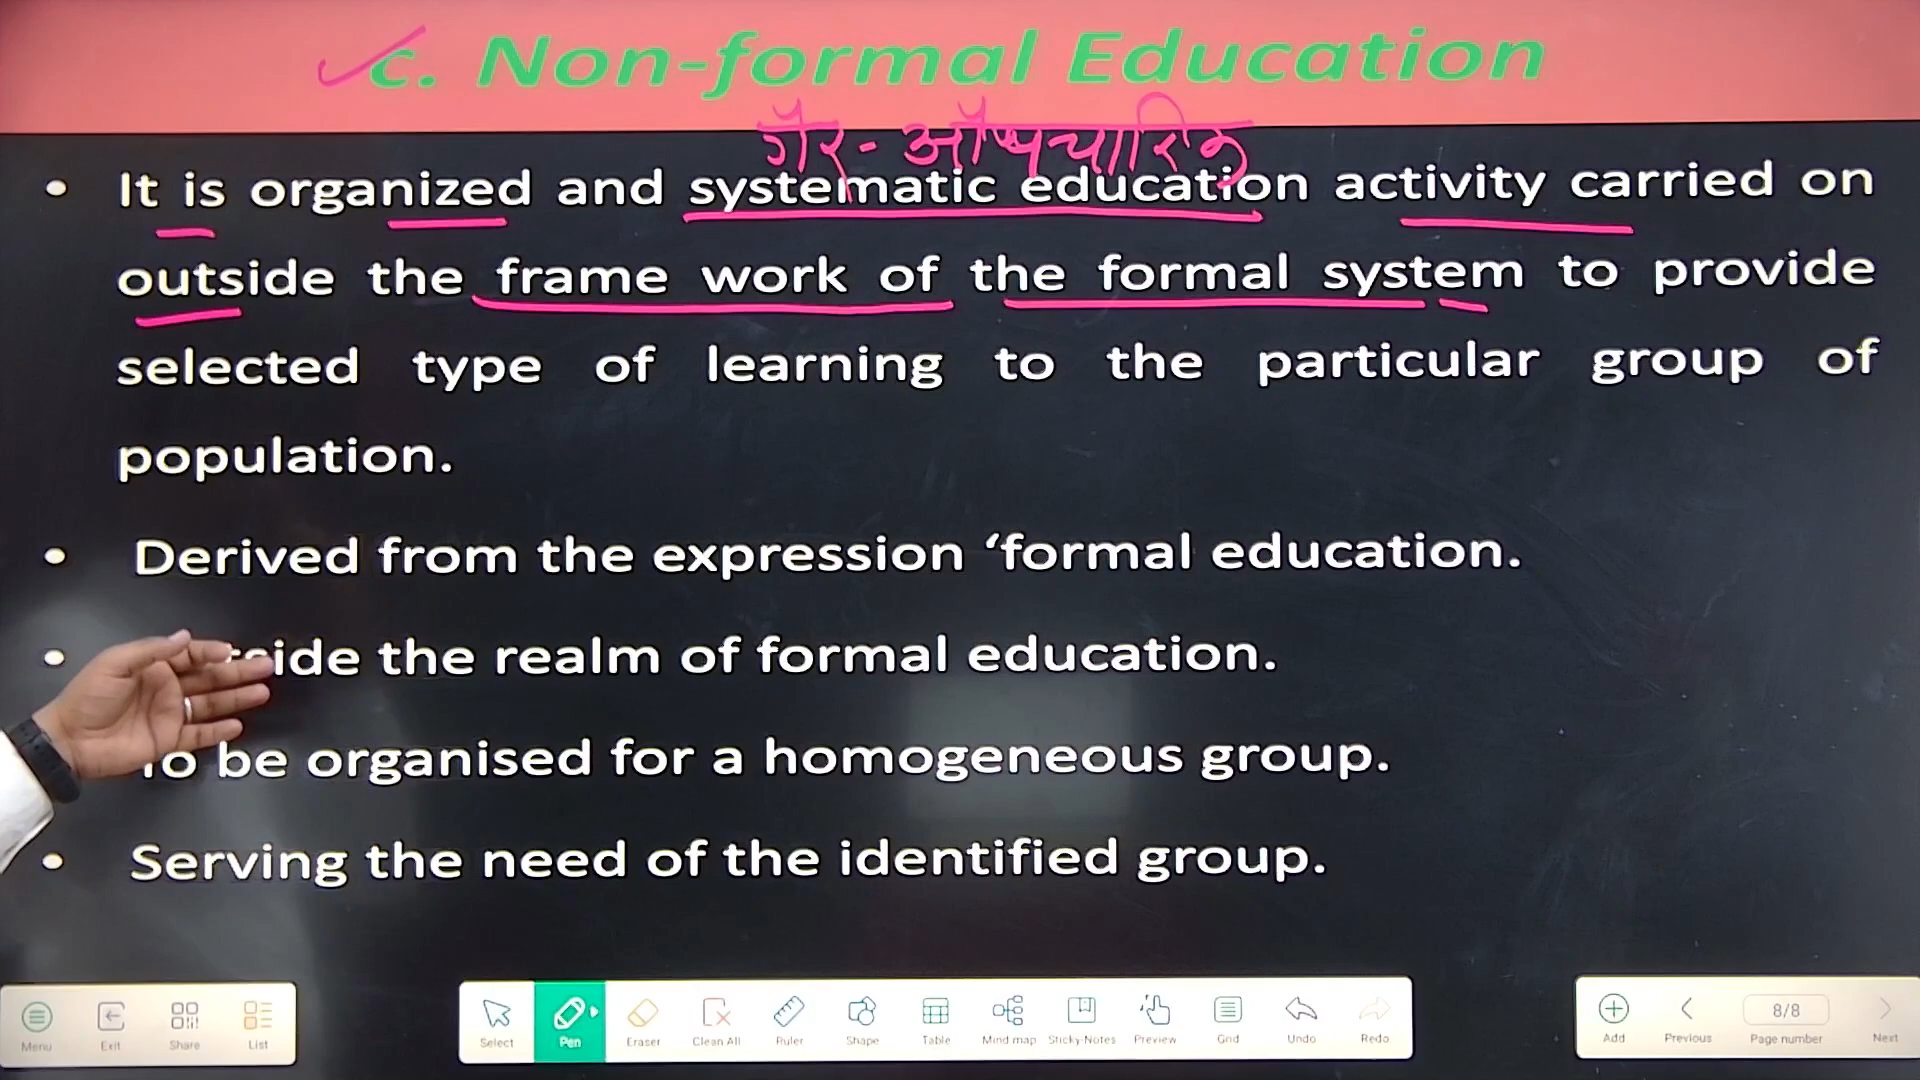 c. Non-formal Education
गैर-औपचारिक
• It is organized and systematic education activity carried on
outside the frame work of the formal system to provide
selected type of learning to the particular group of
population.
• Derived from the expression ‘formal education.
• the realm of formal education.
To be organised for a homogeneous group.
• Serving the need of the identified group.
Menu Exit Share List
Select Pen Eraser Clean All Ruler Shape Table Mind map Sticky-Notes Preview Grid Undo Redo
Add Previous 8/8 Page number Next